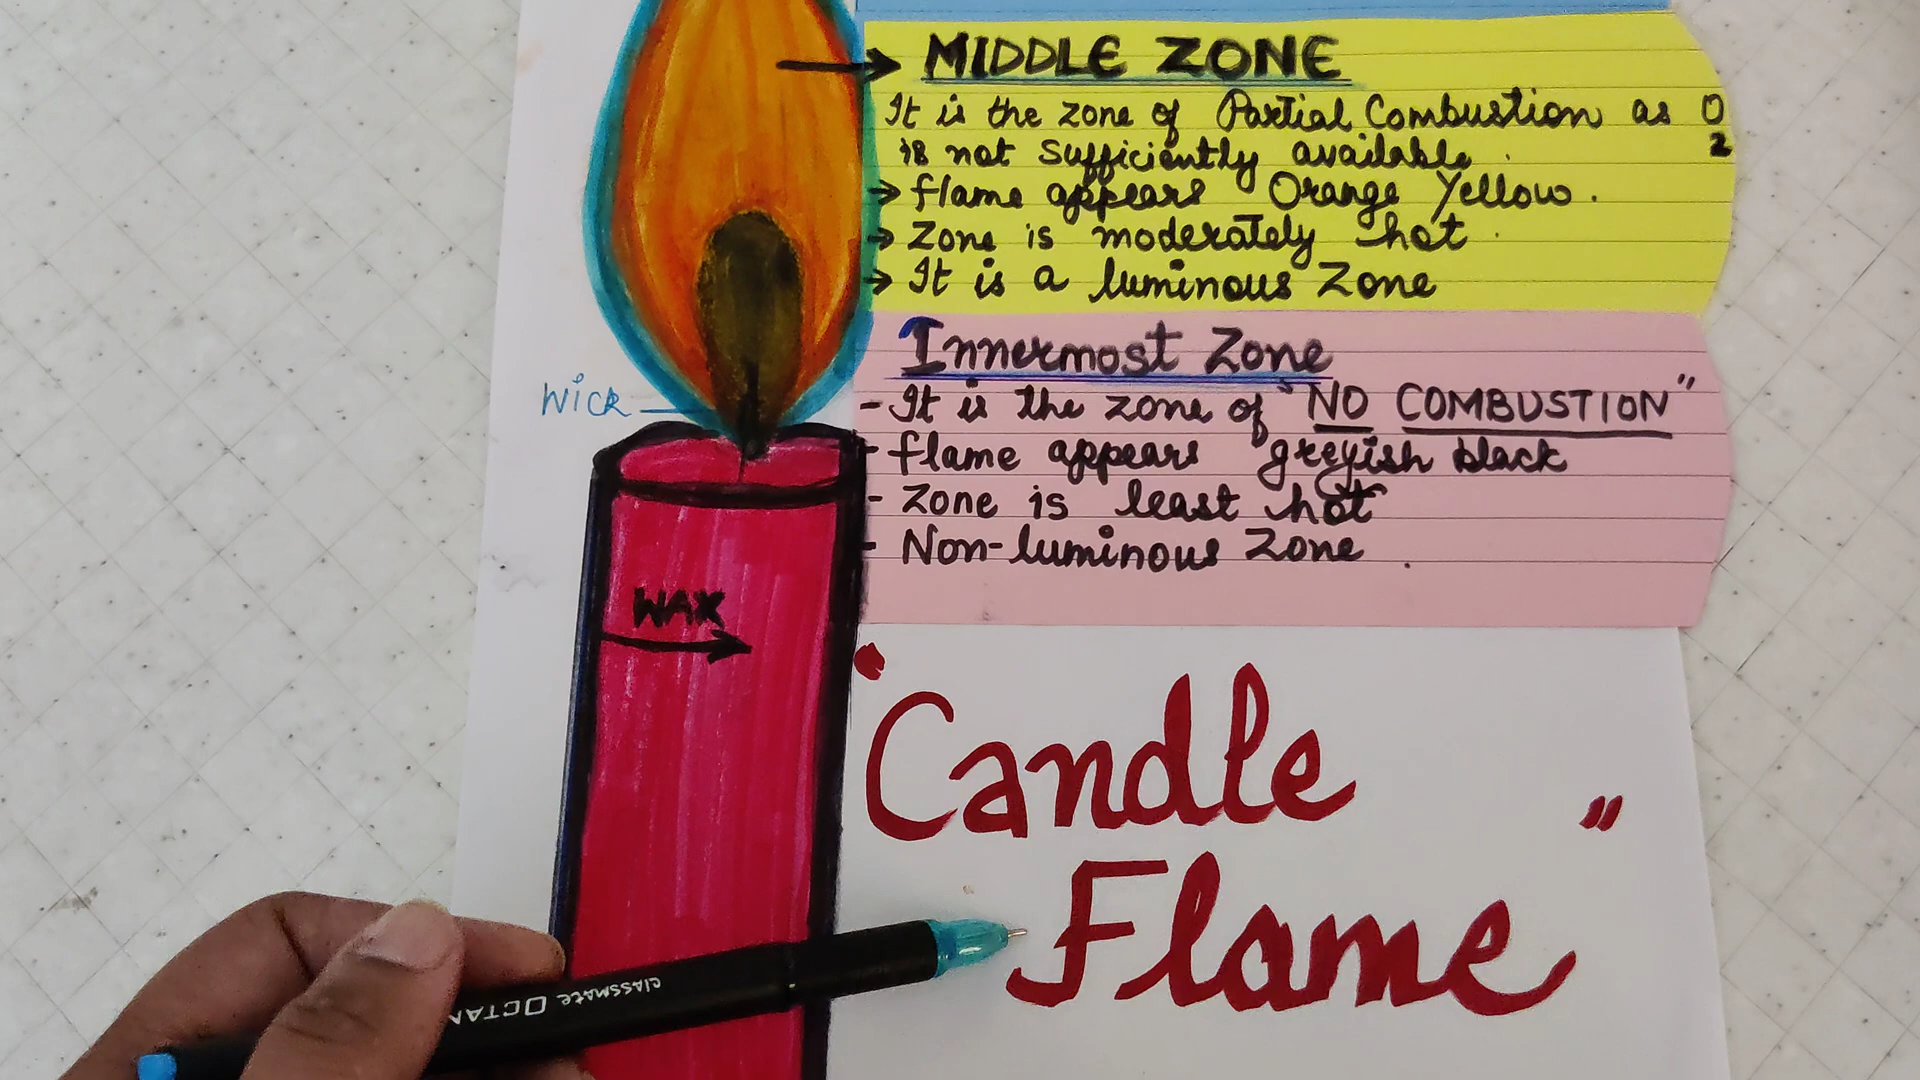 MIDDLE ZONE
It is the zone of Partial Combustion as O
2
is not sufficiently available.
→ flame appears Orange Yellow.
→ Zone is moderately hot.
→ It is a luminous Zone
Innermost Zone
- It is the zone of "NO COMBUSTION"
- flame appears greyish black
- Zone is least hot
- Non-luminous Zone.
Wick
WAX
"Candle
Flame"
classmate OCTAN